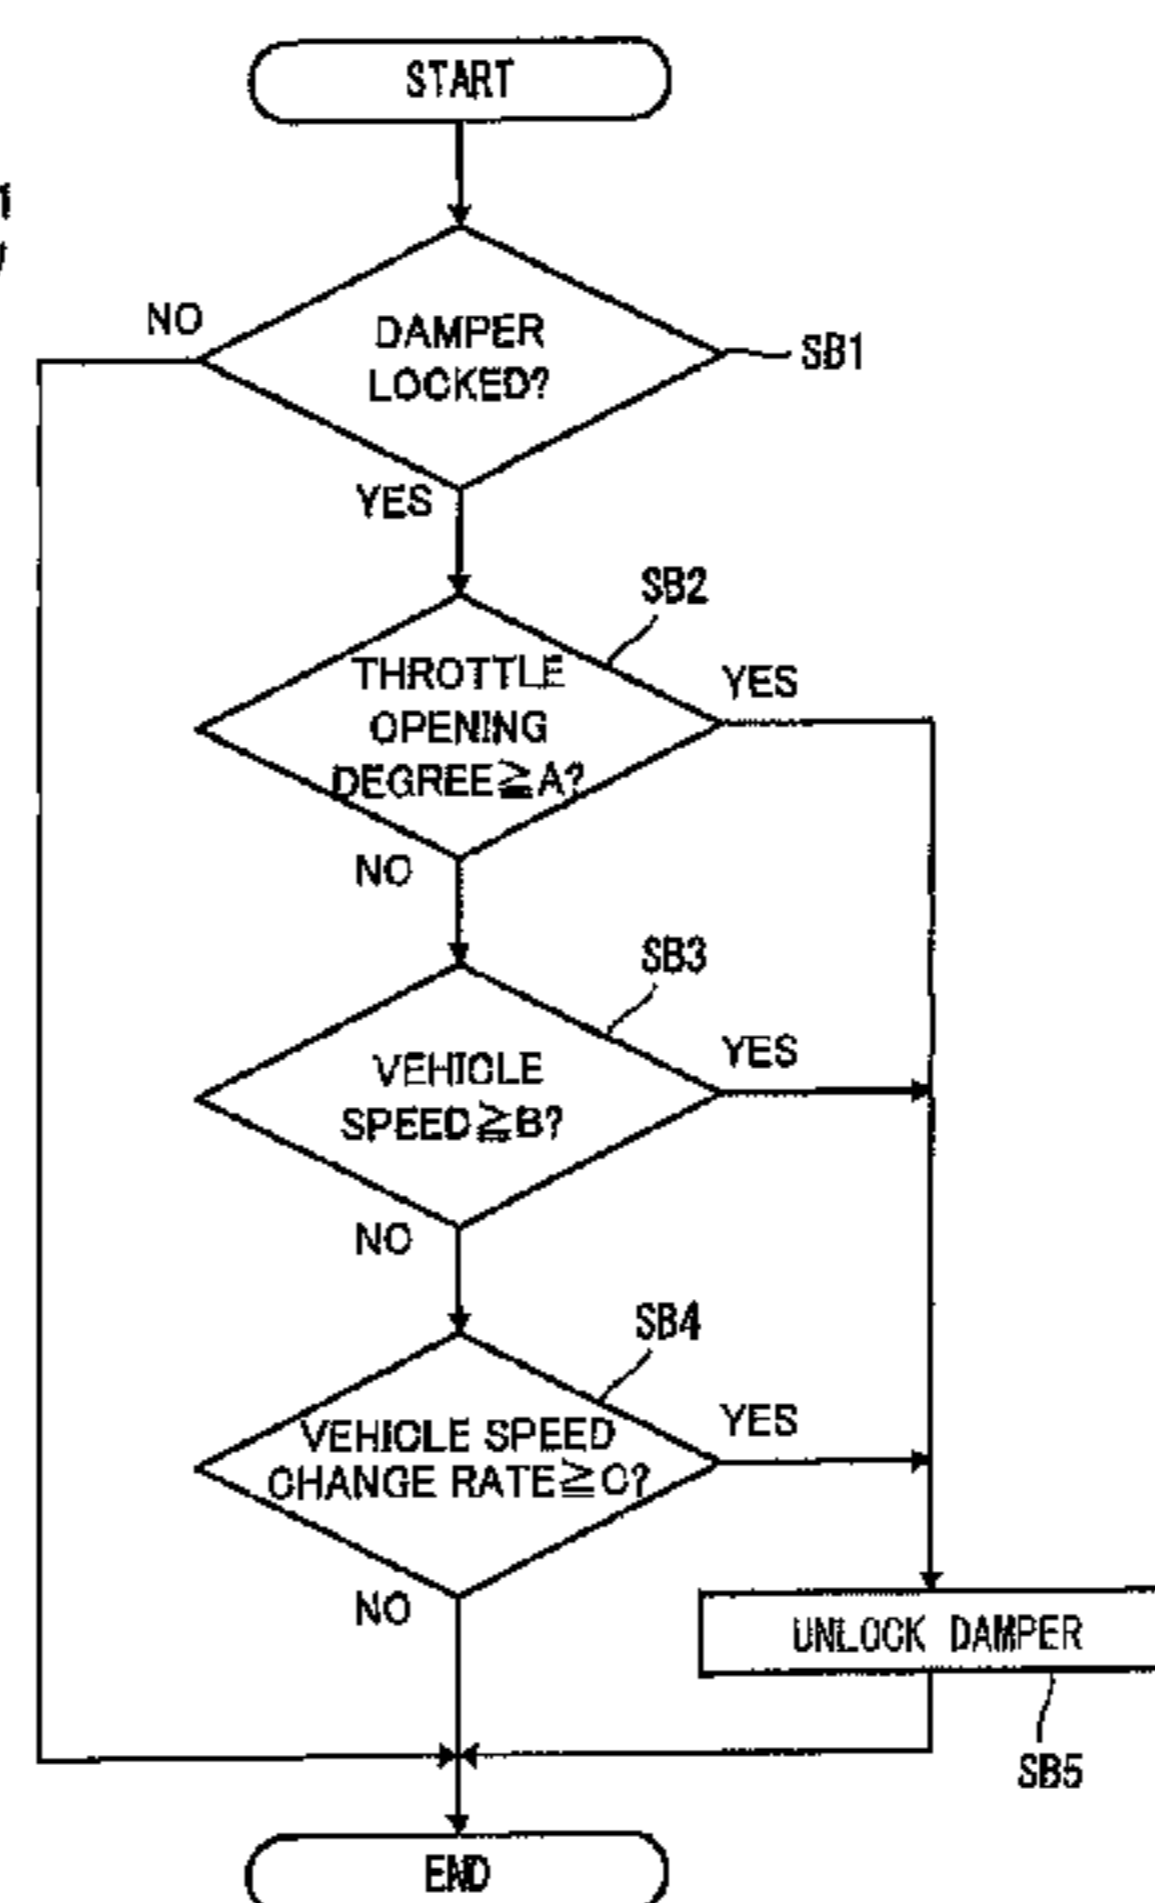 START
NO
DAMPER
LOCKED?
SB1
YES
SB2
THROTTLE
OPENING
DEGREE≧A?
YES
NO
SB3
VEHICLE
SPEED≧B?
YES
NO
SB4
VEHICLE SPEED
CHANGE RATE≧C?
YES
NO
UNLOCK DAMPER
SB5
END